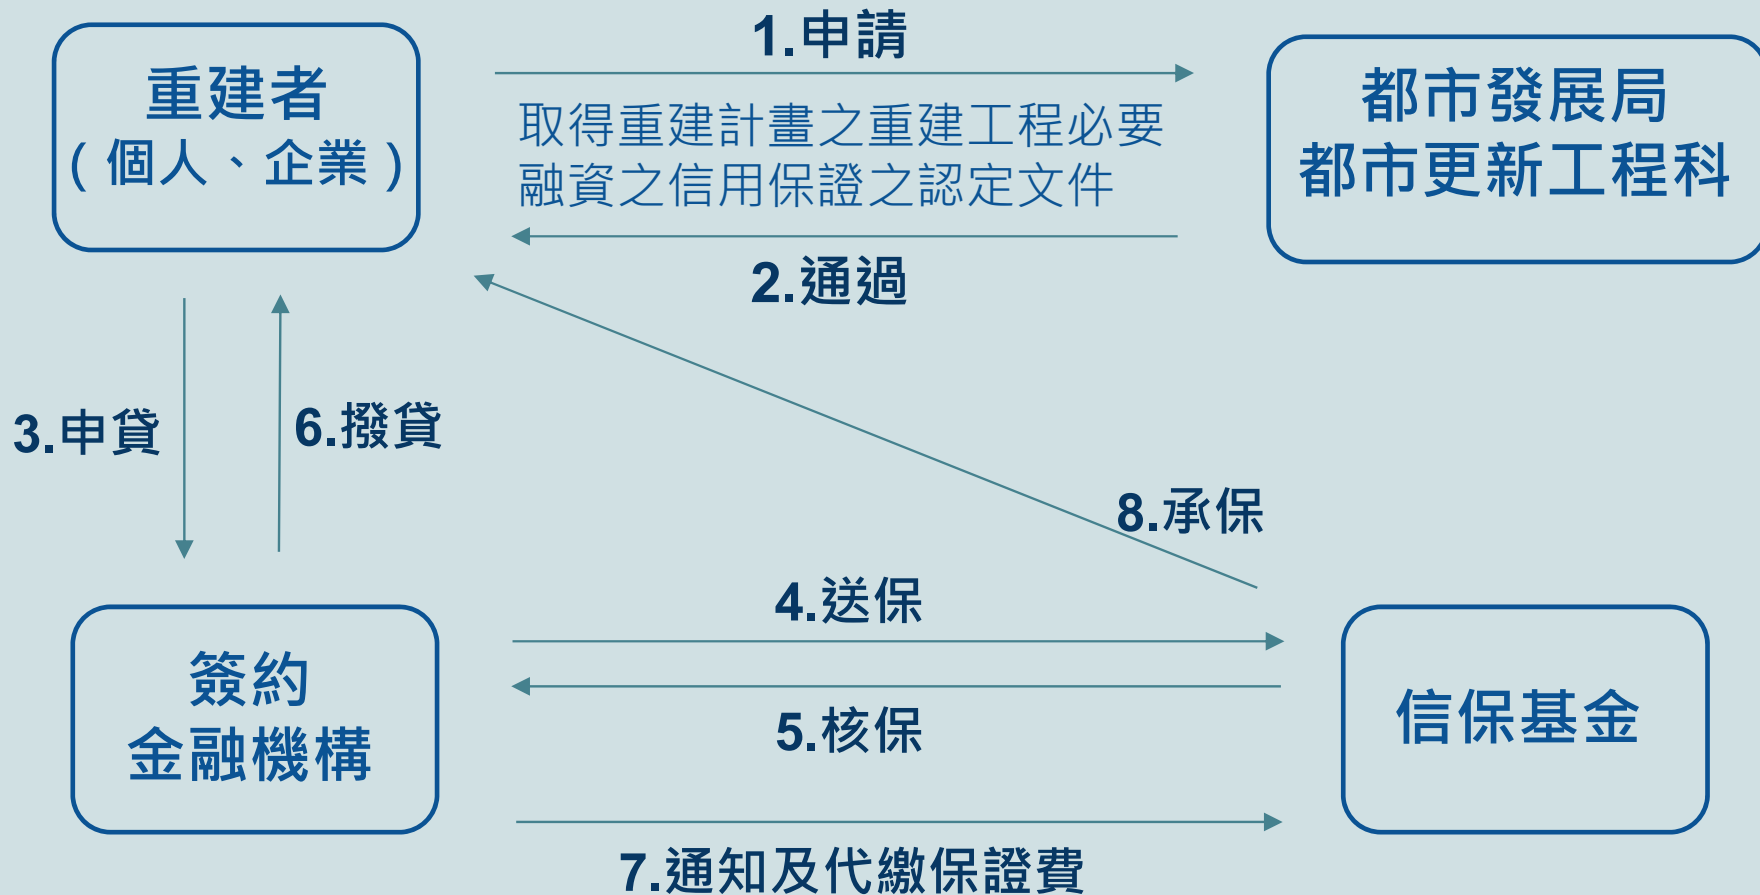 1.申請
重建者
(個人、企業)
都市發展局
都市更新工程科
取得重建計畫之重建工程必要
融資之信用保證之認定文件
2.通過
3.申貸
6.撥貸
8.承保
4.送保
簽約
金融機構
信保基金
5.核保
7.通知及代繳保證費